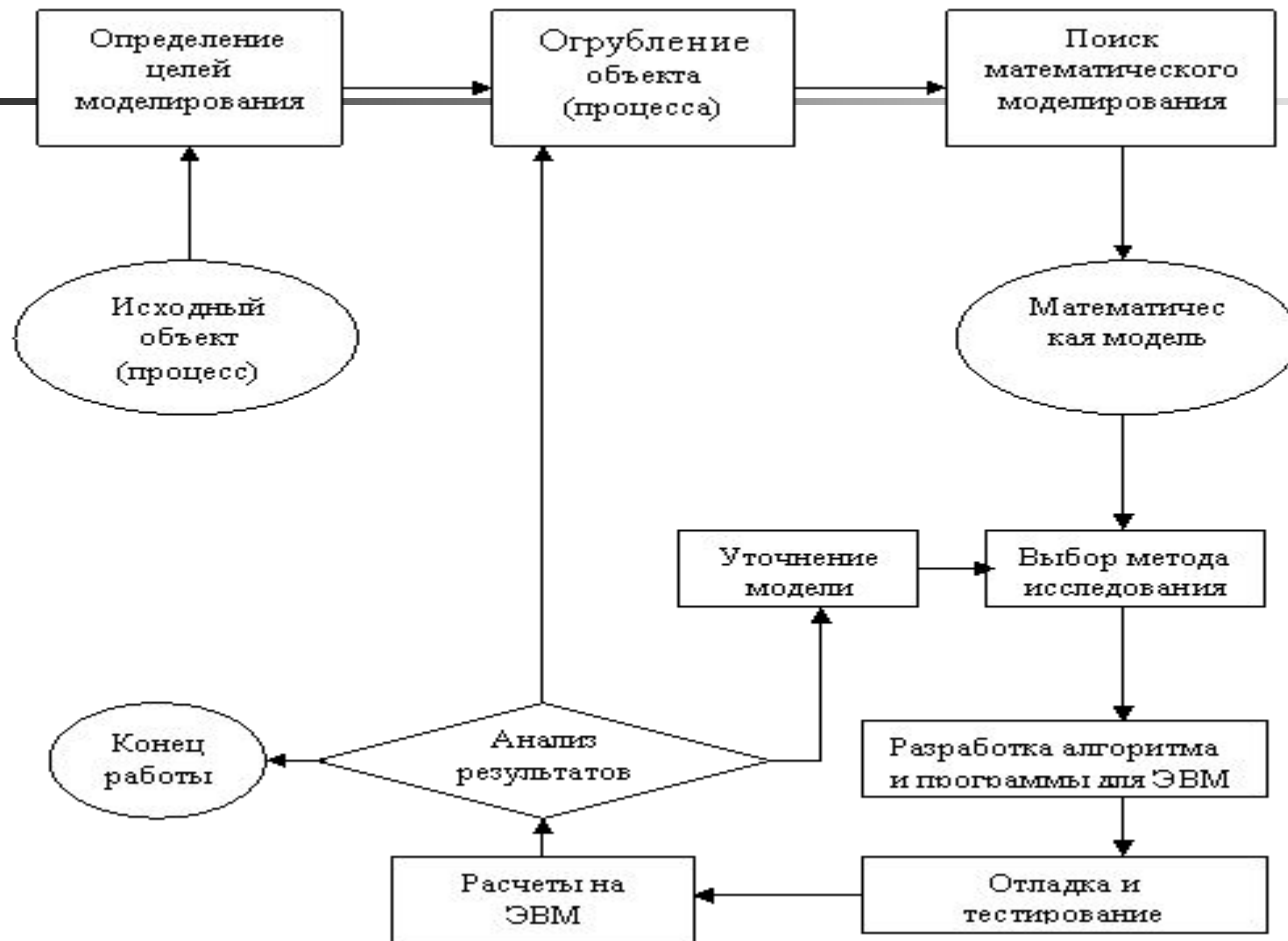 Определение
целей
моделирования
Огрубление
объекта
(процесса)
Поиск
математического
моделирования
Исходный
объект
(процесс)
Математичес
кая модель
Уточнение
модели
Выбор метода
исследования
Конец
работы
Анализ
результатов
Разработка алгоритма
и программы для ЭВМ
Расчеты на
ЭВМ
Отладка и
тестирование